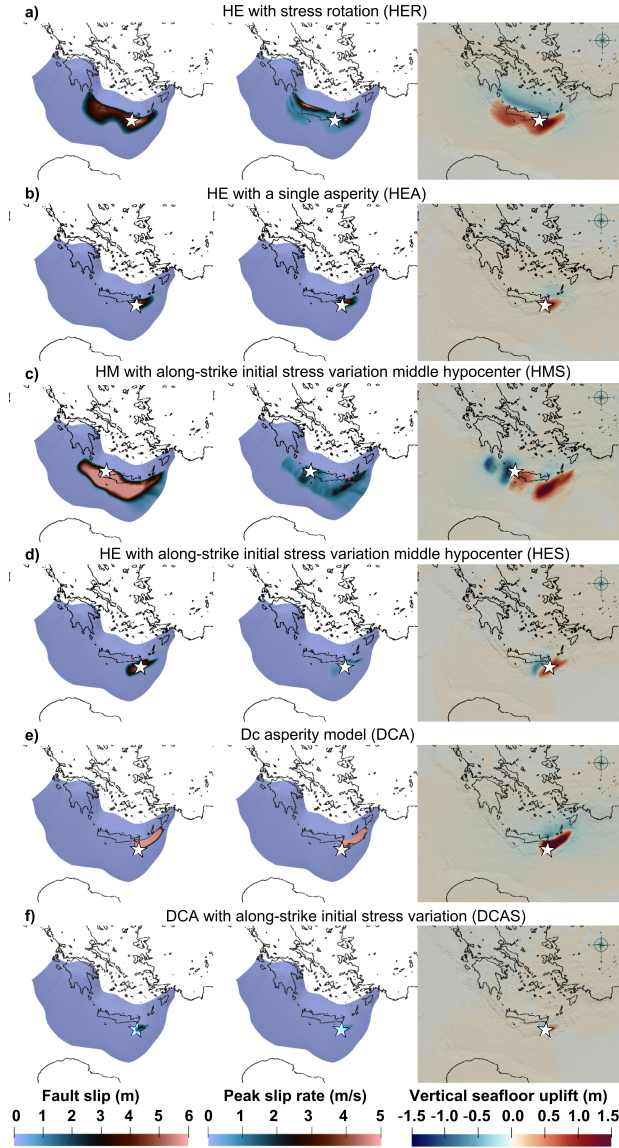 a) HE with stress rotation (HER)
b) HE with a single asperity (HEA)
c) HM with along-strike initial stress variation middle hypocenter (HMS)
d) HE with along-strike initial stress variation middle hypocenter (HES)
e) Dc asperity model (DCA)
f) DCA with along-strike initial stress variation (DCAS)
Fault slip (m) Peak slip rate (m/s) Vertical seafloor uplift (m)
0 1 2 3 4 5 6 0 1 2 3 4 5 -1.5 -1.0 -0.5 0.0 0.5 1.0 1.5